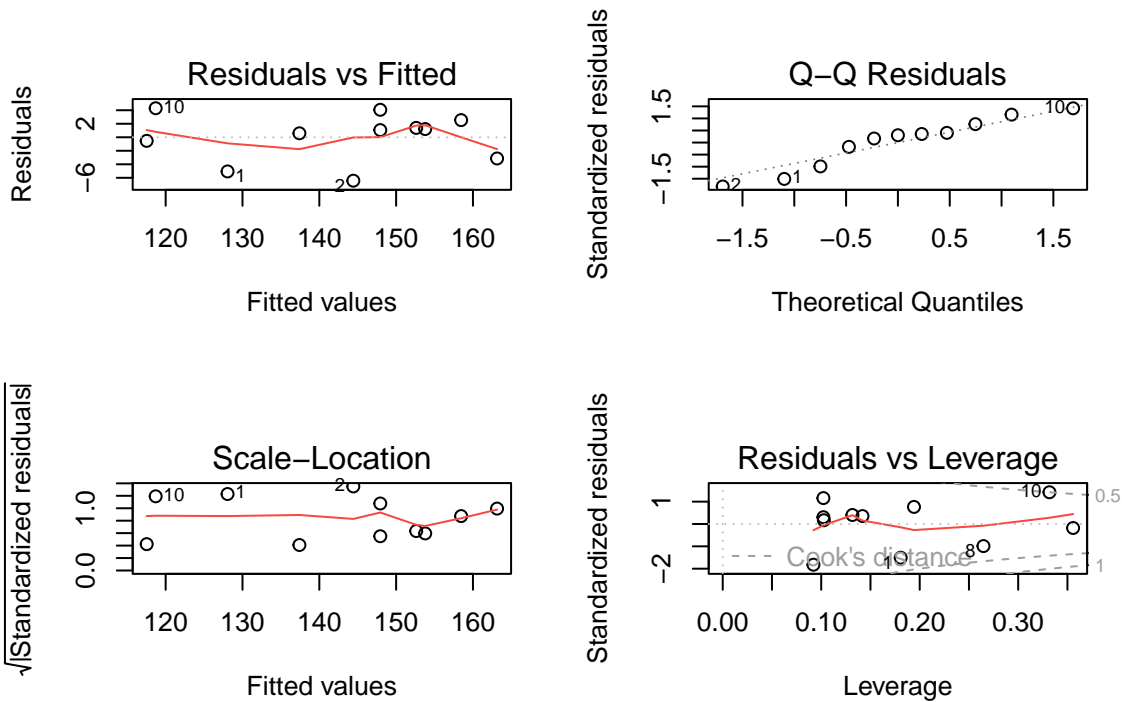 Residuals vs Fitted
Residuals
2
−6
10
1
2
120 130 140 150 160
Fitted values
Q−Q Residuals
Standardized residuals
1.5
−1.5
2
1
10
−1.5 −0.5 0.5 1.5
Theoretical Quantiles
Scale−Location
√|Standardized residuals|
1.0
0.0
10
1
2
120 130 140 150 160
Fitted values
Residuals vs Leverage
Standardized residuals
1
−2
10
0.5
1
8
1
Cook's distance
0.00 0.10 0.20 0.30
Leverage